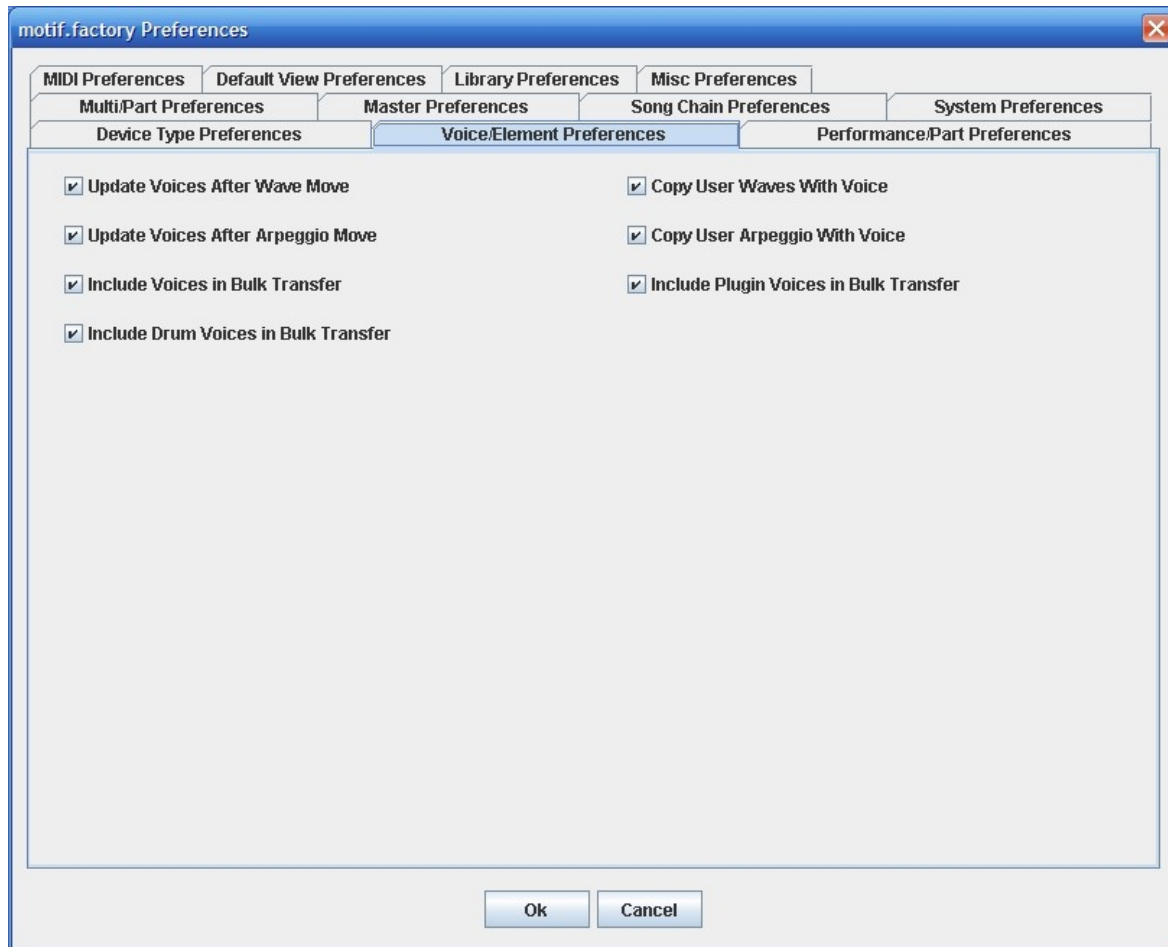 motif.factory Preferences
MIDI Preferences Default View Preferences Library Preferences Misc Preferences
Multi/Part Preferences Master Preferences Song Chain Preferences System Preferences
Device Type Preferences Voice/Element Preferences Performance/Part Preferences
Update Voices After Wave Move Copy User Waves With Voice
Update Voices After Arpeggio Move Copy User Arpeggio With Voice
Include Voices in Bulk Transfer Include Plugin Voices in Bulk Transfer
Include Drum Voices in Bulk Transfer
Ok Cancel